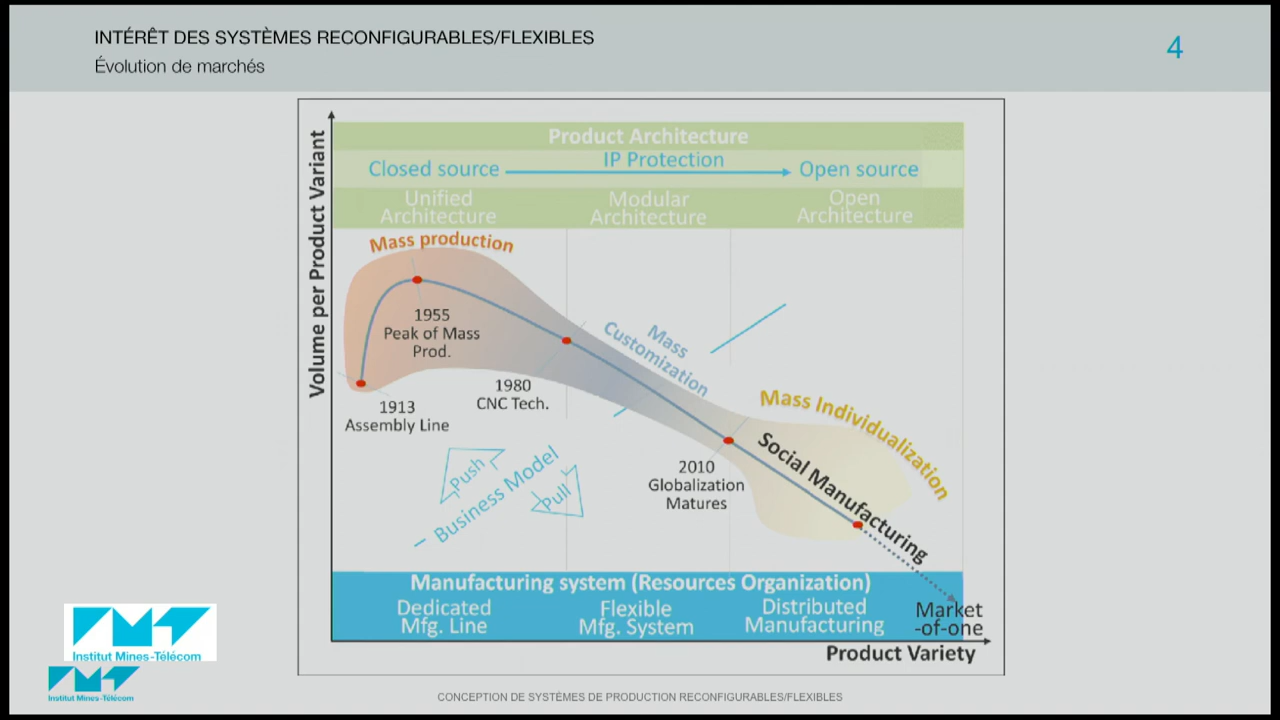 INTÉRÊT DES SYSTÈMES RECONFIGURABLES/FLEXIBLES
Évolution de marchés
4
Volume per Product Variant
Product Architecture
IP Protection
Closed source
Open source
Unified
Architecture
Modular
Architecture
Open
Architecture
Mass production
1955
Peak of Mass
Prod.
1913
Assembly Line
1980
CNC Tech.
Mass
Customization
Mass Individualization
Social Manufacturing
2010
Globalization
Matures
Push
Business Model
Pull
Manufacturing system (Resources Organization)
Dedicated
Mfg. Line
Flexible
Mfg. System
Distributed
Manufacturing
Market
-of-one
Product Variety
Institut Mines-Télécom
Institut Mines-Télécom
CONCEPTION DE SYSTÈMES DE PRODUCTION RECONFIGURABLES/FLEXIBLES